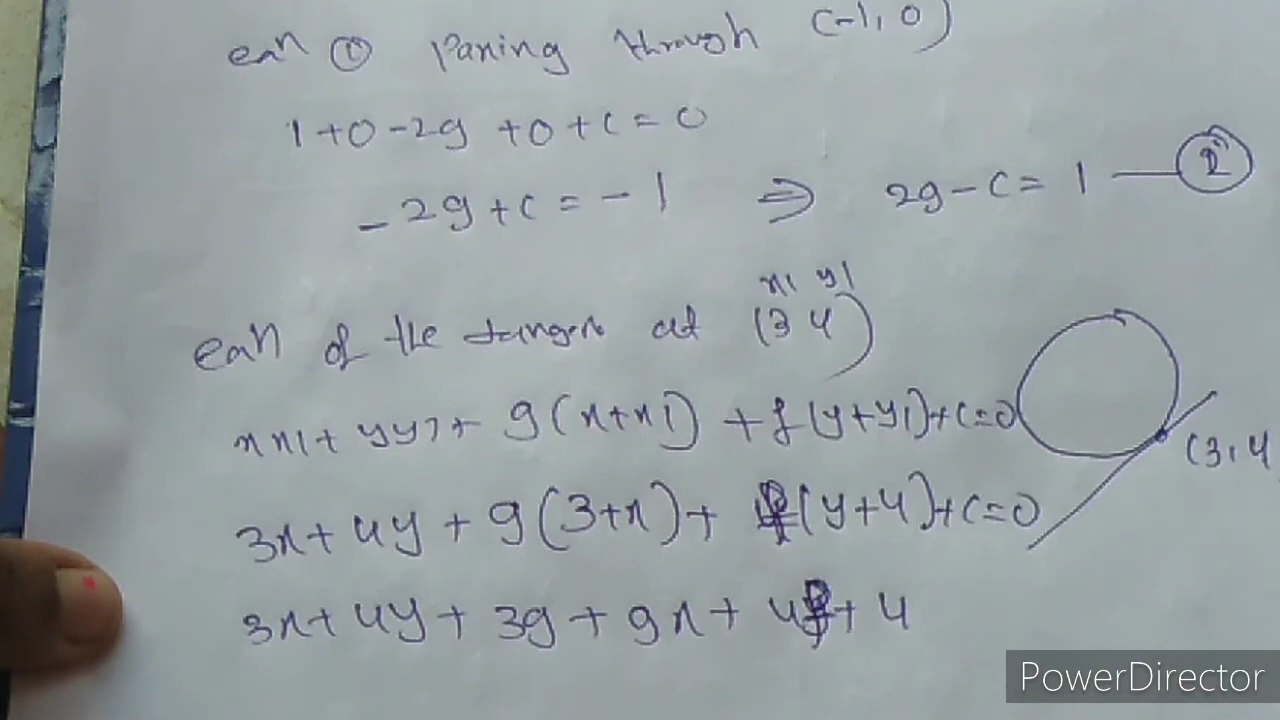 eqn ① Passing through (-1, 0)
1 + 0 - 2g + 0 + c = 0
- 2g + c = - 1 ⇒ 2g - c = 1 — ②
x1 y1
eqn of the tangent at (3 4)
x x1 + y y1 + g(x+x1) + f(y+y1) + c = 0
(3, 4
3x + 4y + g(3+x) + f(y+4) + c = 0
3x + 4y + 3g + gx + 4f + 4
PowerDirector